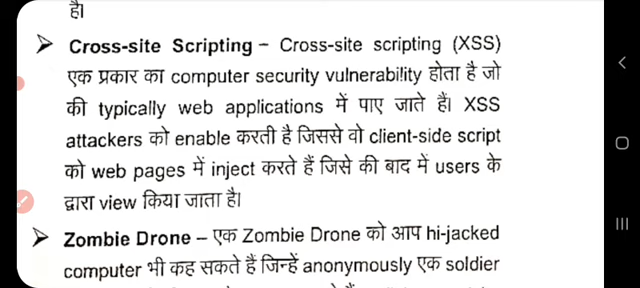 है।
➤ Cross-site Scripting – Cross-site scripting (XSS)
एक प्रकार का computer security vulnerability होता है जो
की typically web applications में पाए जाते हैं। XSS
attackers को enable करती है जिससे वो client-side script
को web pages में inject करते हैं जिसे की बाद में users के
द्वारा view किया जाता है।
➤ Zombie Drone – एक Zombie Drone को आप hi-jacked
computer भी कह सकते हैं जिन्हें anonymously एक soldier